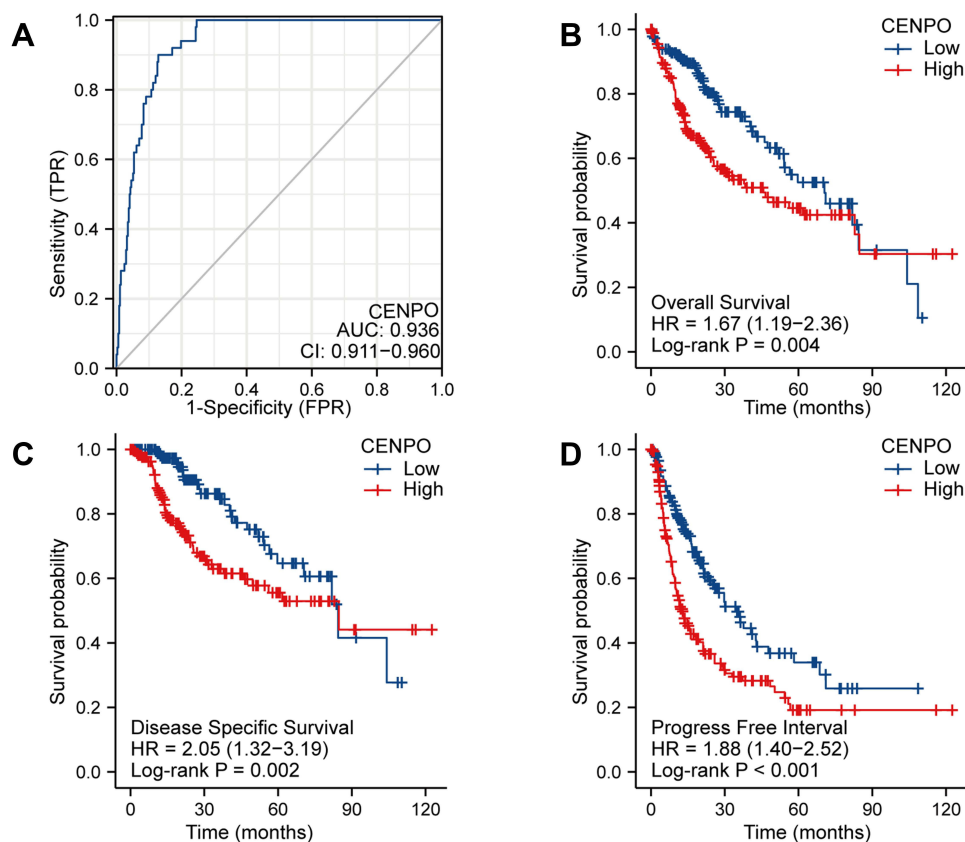 A
1.0
0.8
0.6
0.4
0.2
0.0
Sensitivity (TPR)
CENPO
AUC: 0.936
CI: 0.911−0.960
0.0 0.2 0.4 0.6 0.8 1.0
1-Specificity (FPR)
B
CENPO
Low
High
1.0
0.8
0.6
0.4
0.2
0.0
Survival probability
Overall Survival
HR = 1.67 (1.19−2.36)
Log-rank P = 0.004
0 30 60 90 120
Time (months)
C
CENPO
Low
High
1.0
0.8
0.6
0.4
0.2
0.0
Survival probability
Disease Specific Survival
HR = 2.05 (1.32−3.19)
Log-rank P = 0.002
0 30 60 90 120
Time (months)
D
CENPO
Low
High
1.0
0.8
0.6
0.4
0.2
0.0
Survival probability
Progress Free Interval
HR = 1.88 (1.40−2.52)
Log-rank P < 0.001
0 30 60 90 120
Time (months)